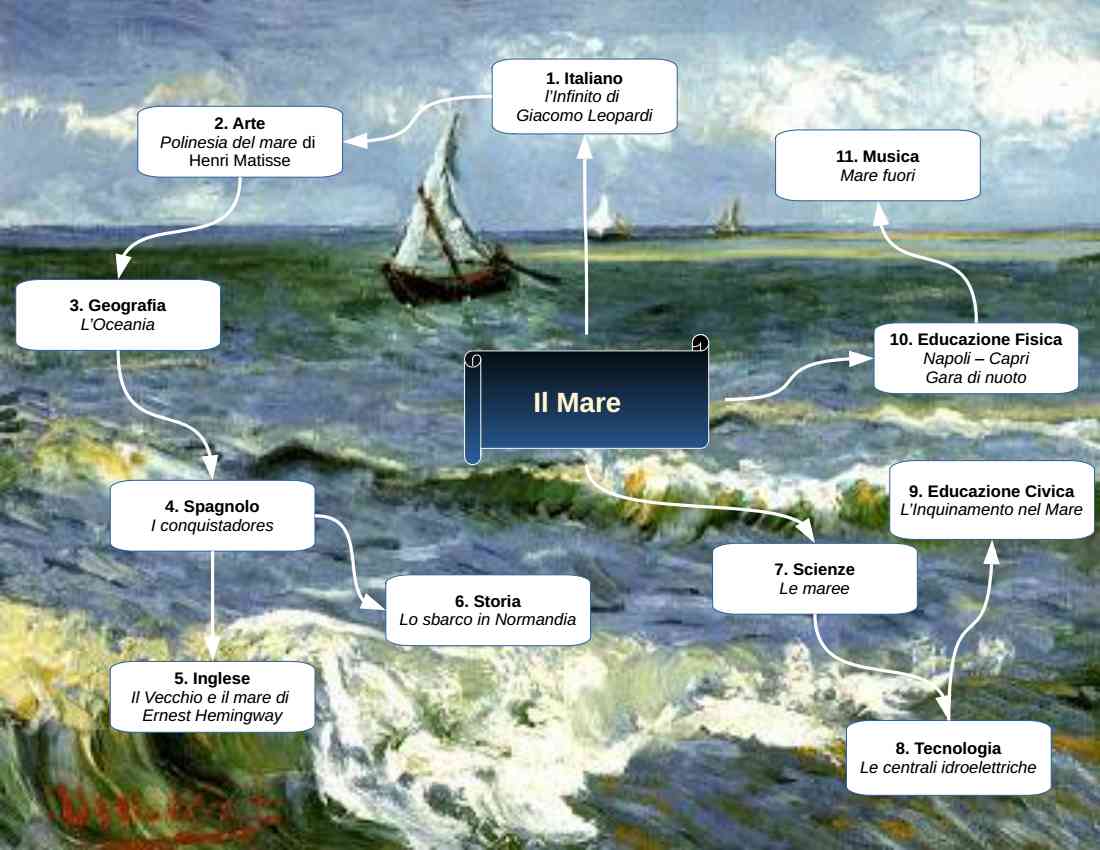 1. Italiano
l'Infinito di
Giacomo Leopardi
2. Arte
Polinesia del mare di
Henri Matisse
11. Musica
Mare fuori
3. Geografia
L'Oceania
10. Educazione Fisica
Napoli – Capri
Gara di nuoto
Il Mare
4. Spagnolo
I conquistadores
9. Educazione Civica
L'Inquinamento nel Mare
7. Scienze
Le maree
6. Storia
Lo sbarco in Normandia
5. Inglese
Il Vecchio e il mare di
Ernest Hemingway
8. Tecnologia
Le centrali idroelettriche